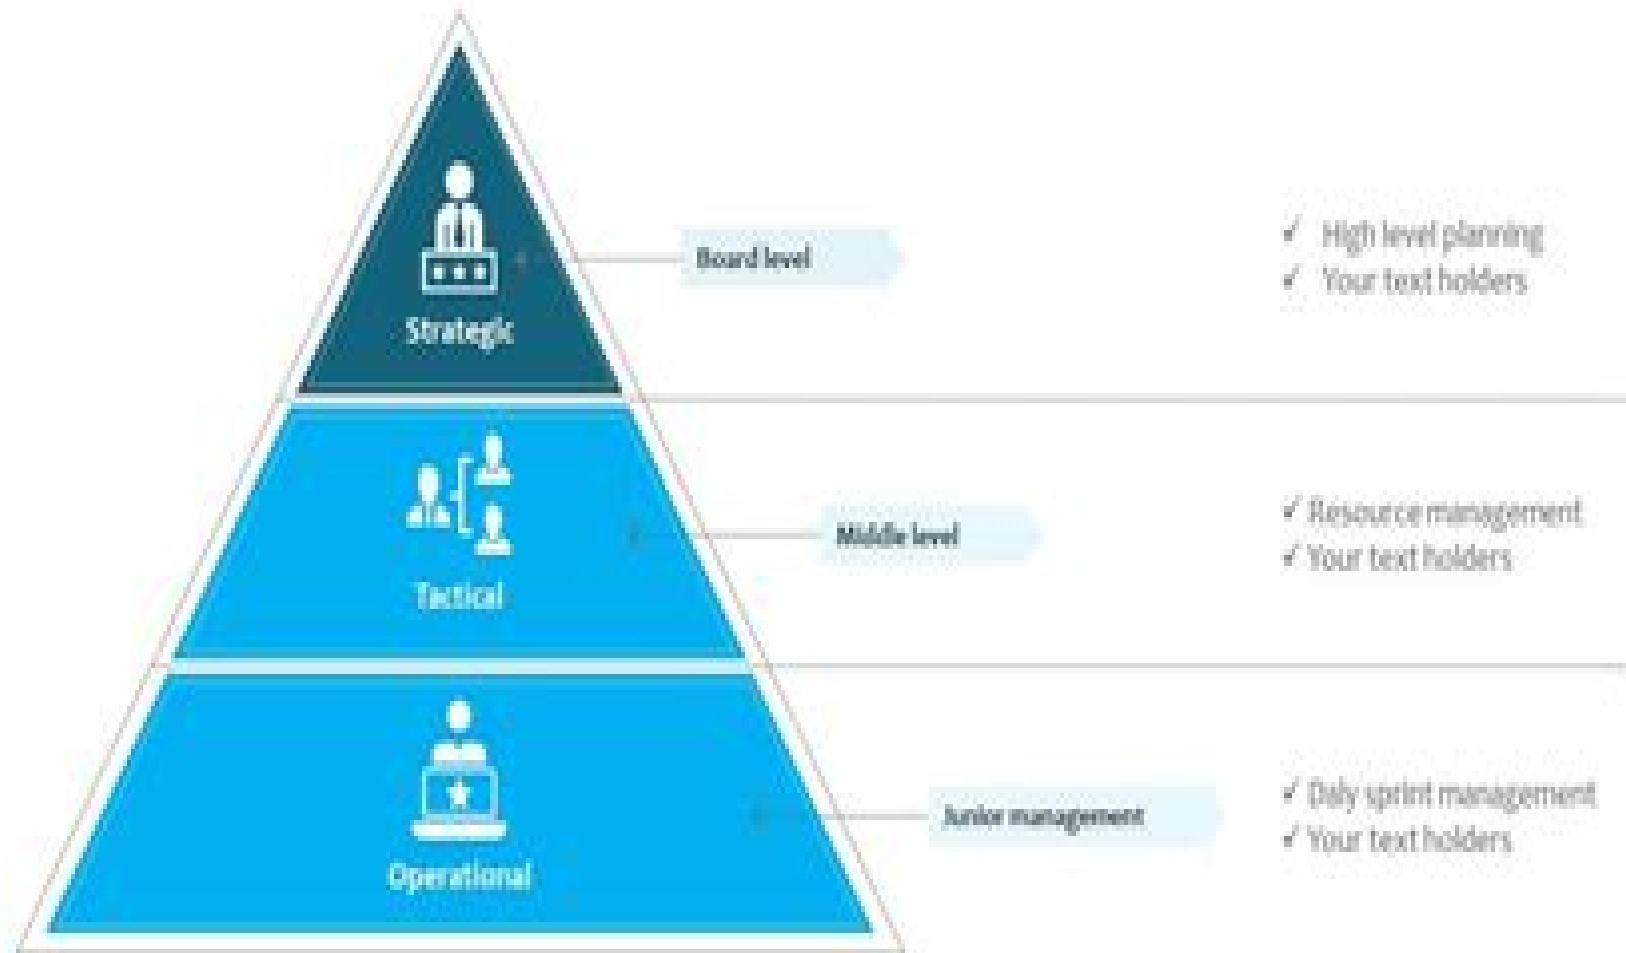 Strategic
Board level
✓ High level planning
✓ Your text holders
Tactical
Middle level
✓ Resource management
✓ Your text holders
Operational
Junior management
✓ Daly sprint management
✓ Your text holders